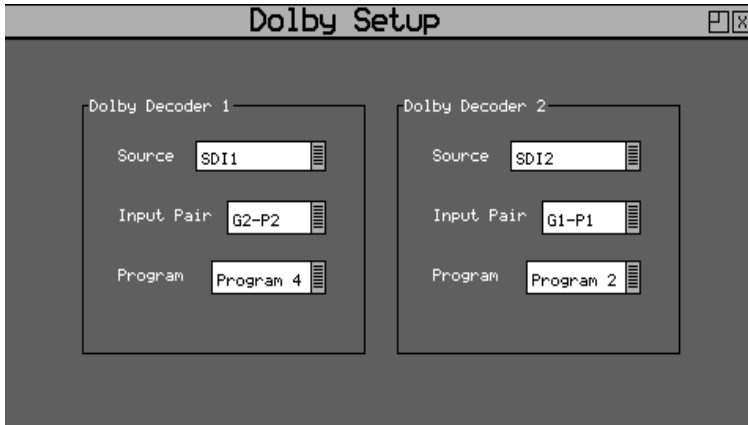 Dolby Setup
Dolby Decoder 1
Source SDI1
Input Pair G2-P2
Program Program 4
Dolby Decoder 2
Source SDI2
Input Pair G1-P1
Program Program 2